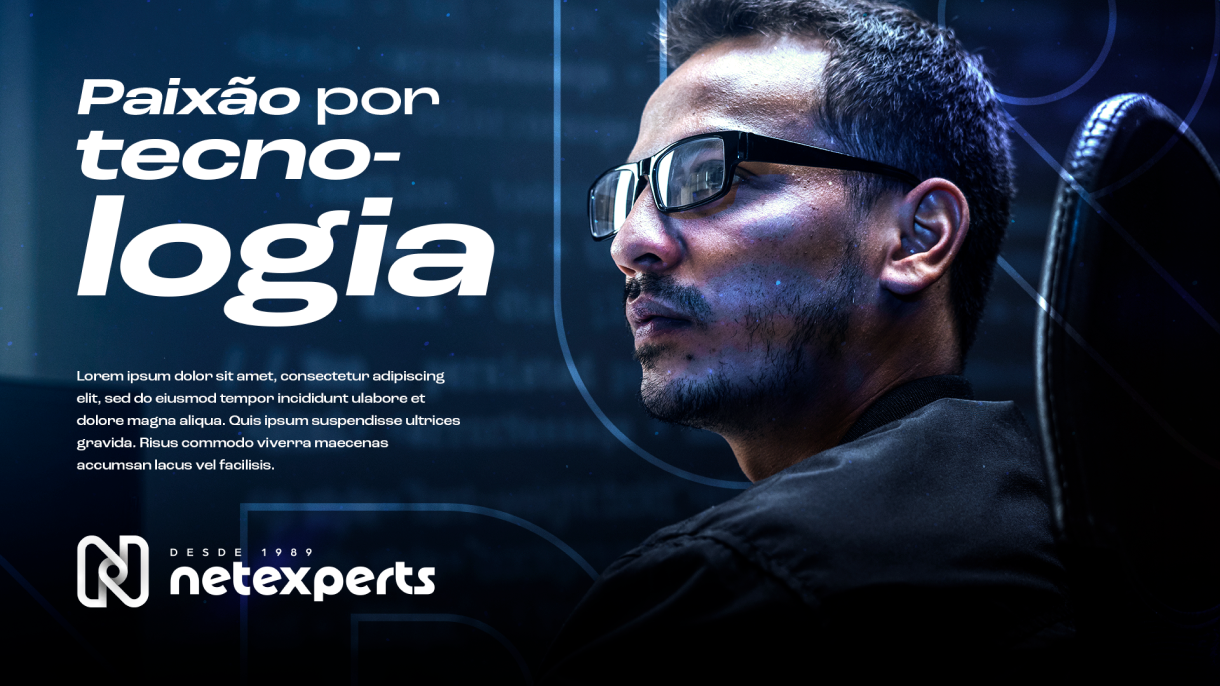 Paixão por
tecno-
logia
Lorem ipsum dolor sit amet, consectetur adipiscing
elit, sed do eiusmod tempor incididunt ulabore et
dolore magna aliqua. Quis ipsum suspendisse ultrices
gravida. Risus commodo viverra maecenas
accumsan lacus vel facilisis.
DESDE 1989
netexperts